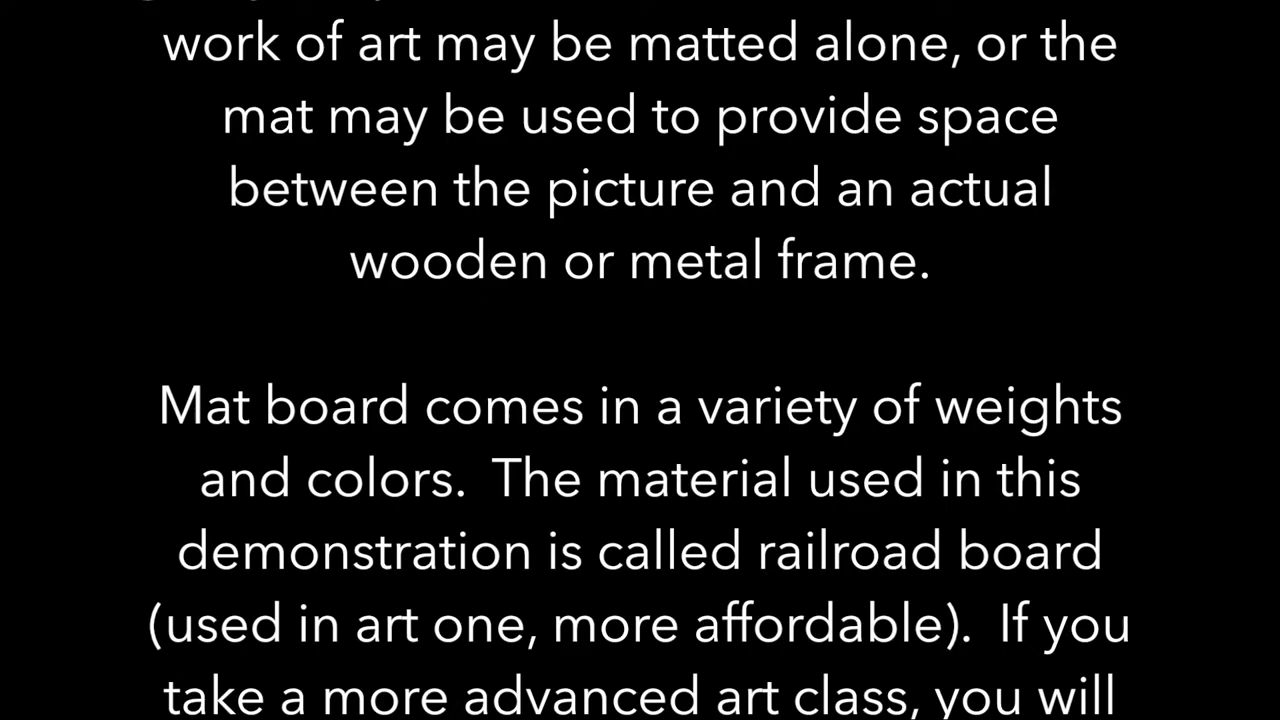 work of art may be matted alone, or the
mat may be used to provide space
between the picture and an actual
wooden or metal frame.
Mat board comes in a variety of weights
and colors.  The material used in this
demonstration is called railroad board
(used in art one, more affordable).  If you
take a more advanced art class, you will